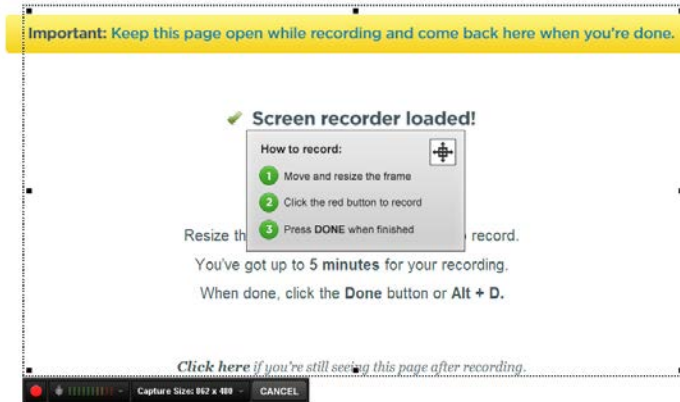 Important: Keep this page open while recording and come back here when you're done.
Screen recorder loaded!
How to record:
1 Move and resize the frame
2 Click the red button to record
3 Press DONE when finished
Resize th record.
You've got up to 5 minutes for your recording.
When done, click the Done button or Alt + D.
Click here if you're still seeing this page after recording.
Capture Size: 862 x 480 CANCEL